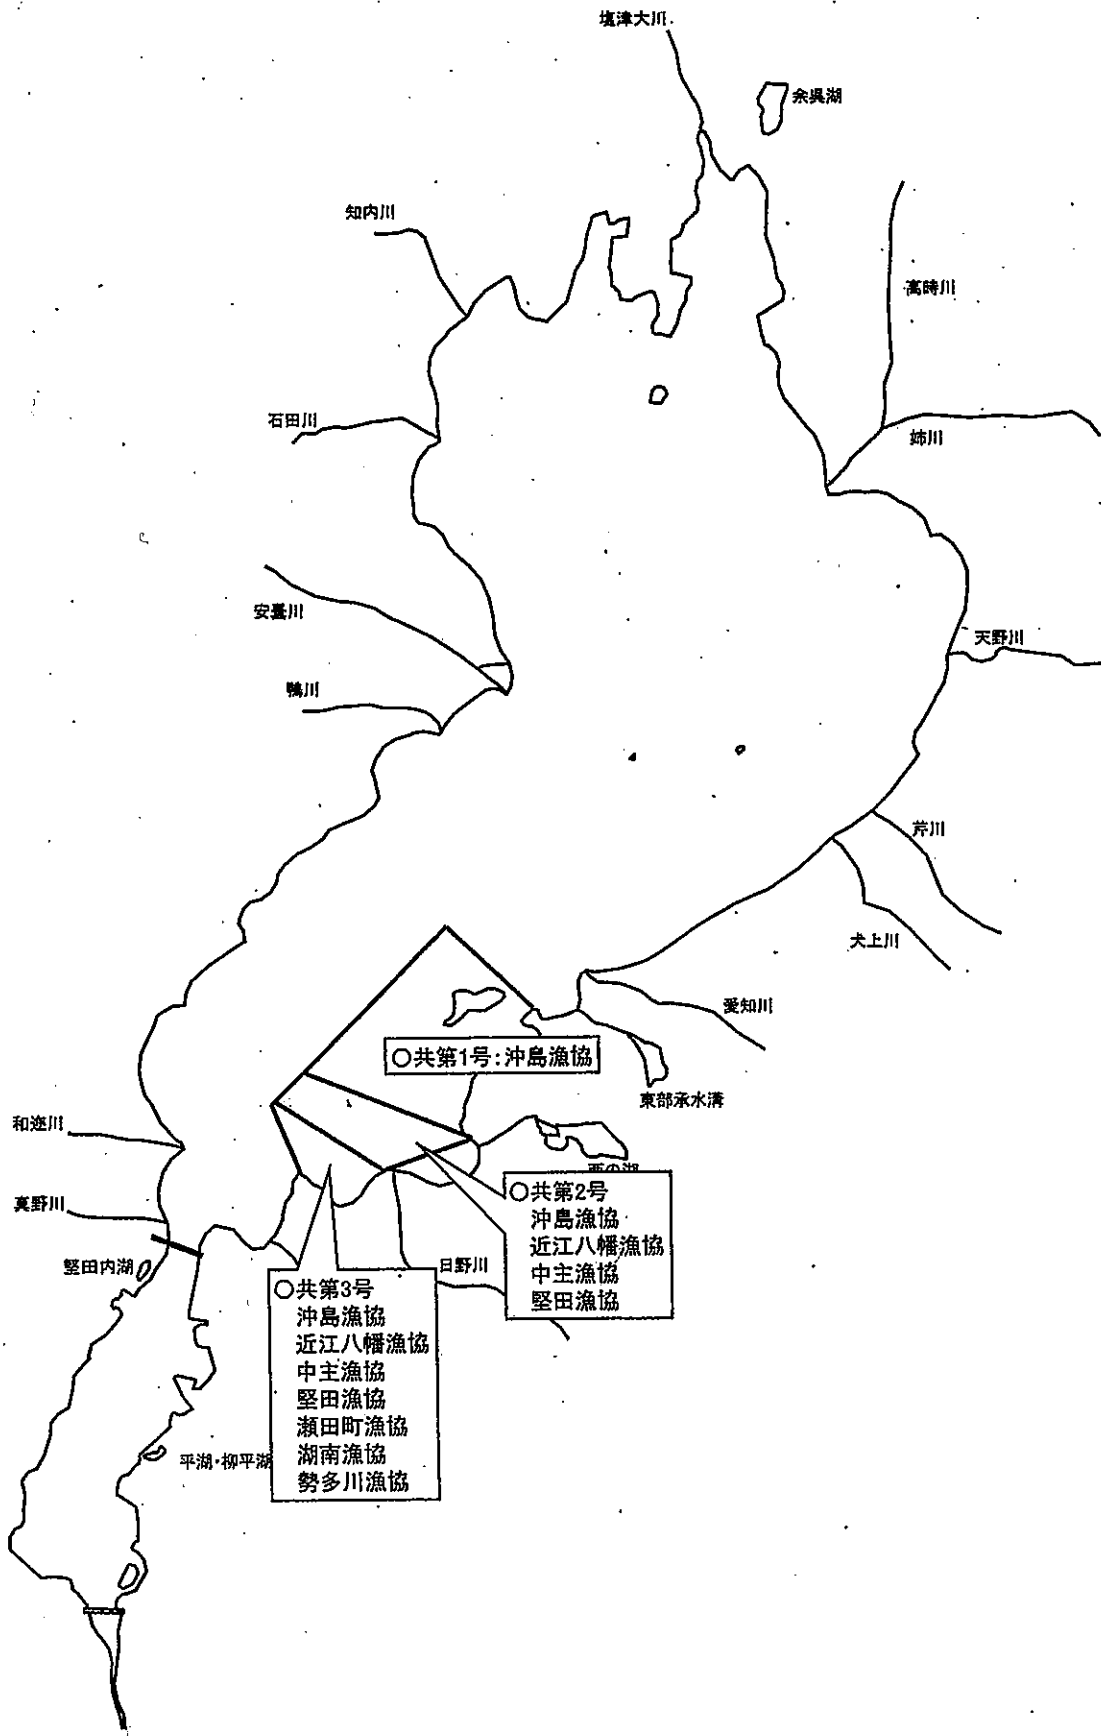 塩津大川
余呉湖
知内川
高時川
石田川
姉川
安曇川
天野川
鴨川
芹川
犬上川
愛知川
○共第1号:沖島漁協
東部承水溝
和迩川
西の湖
○共第2号
沖島漁協
近江八幡漁協
中主漁協
堅田漁協
真野川
堅田内湖
日野川
○共第3号
沖島漁協
近江八幡漁協
中主漁協
堅田漁協
瀬田町漁協
湖南漁協
勢多川漁協
平湖・柳平湖